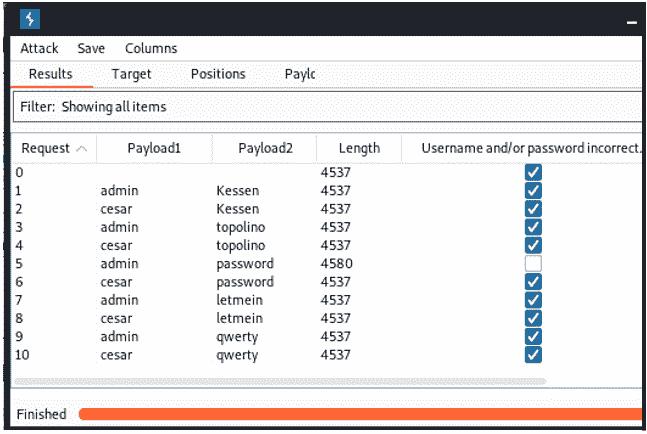 Attack Save Columns
Results Target Positions Paylo
Filter: Showing all items
Request Payload1 Payload2 Length Username and/or password incorrect.
0 4537
1 admin Kessen 4537
2 cesar Kessen 4537
3 admin topolino 4537
4 cesar topolino 4537
5 admin password 4580
6 cesar password 4537
7 admin letmein 4537
8 cesar letmein 4537
9 admin qwerty 4537
10 cesar qwerty 4537
Finished